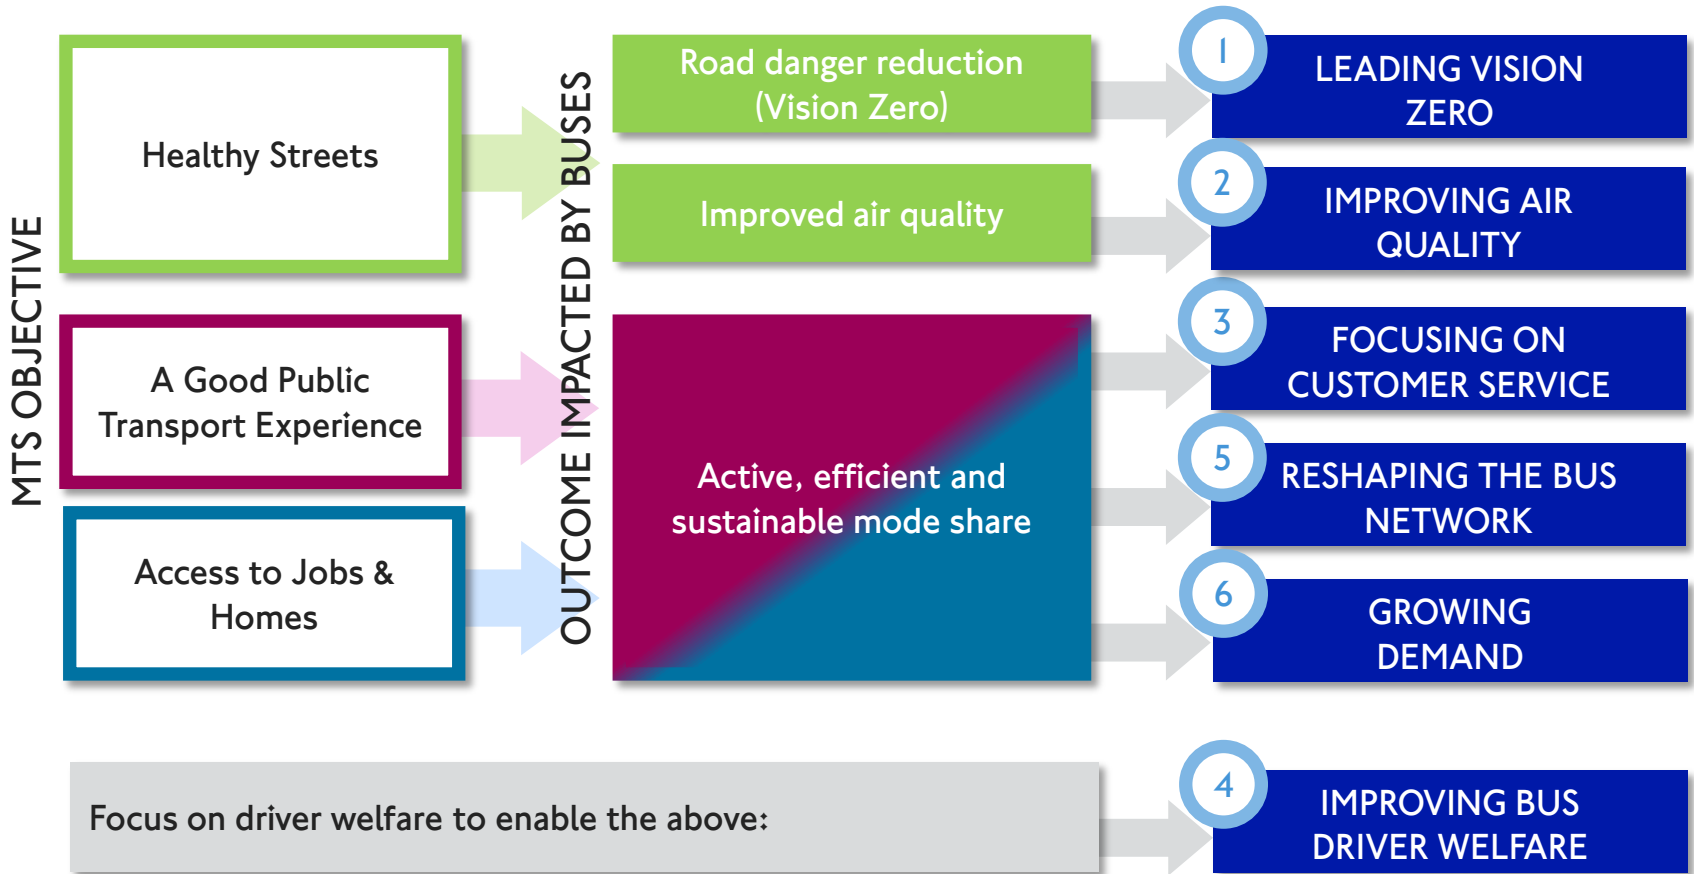 MTS OBJECTIVE
Healthy Streets
A Good Public
Transport Experience
Access to Jobs &
Homes
OUTCOME IMPACTED BY BUSES
Road danger reduction
(Vision Zero)
Improved air quality
Active, efficient and
sustainable mode share
1
LEADING VISION
ZERO
2
IMPROVING AIR
QUALITY
3
FOCUSING ON
CUSTOMER SERVICE
5
RESHAPING THE BUS
NETWORK
6
GROWING
DEMAND
Focus on driver welfare to enable the above:
4
IMPROVING BUS
DRIVER WELFARE